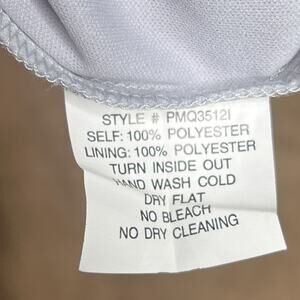 STYLE # PMQ3512I
SELF: 100% POLYESTER
LINING: 100% POLYESTER
TURN INSIDE OUT
HAND WASH COLD
DRY FLAT
NO BLEACH
NO DRY CLEANING